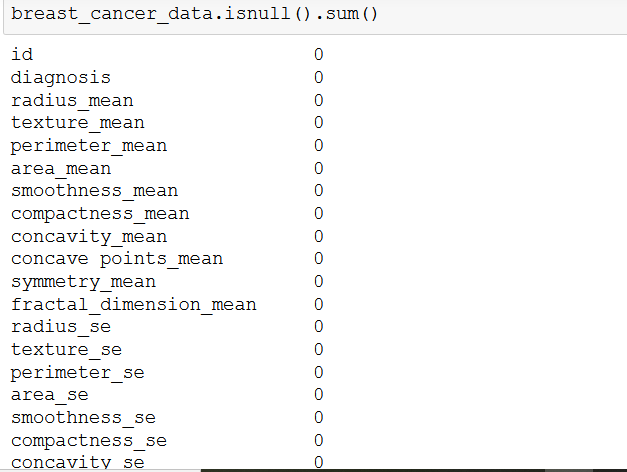 breast_cancer_data.isnull().sum()
id 0
diagnosis 0
radius_mean 0
texture_mean 0
perimeter_mean 0
area_mean 0
smoothness_mean 0
compactness_mean 0
concavity_mean 0
concave points_mean 0
symmetry_mean 0
fractal_dimension_mean 0
radius_se 0
texture_se 0
perimeter_se 0
area_se 0
smoothness_se 0
compactness_se 0
concavity_se 0